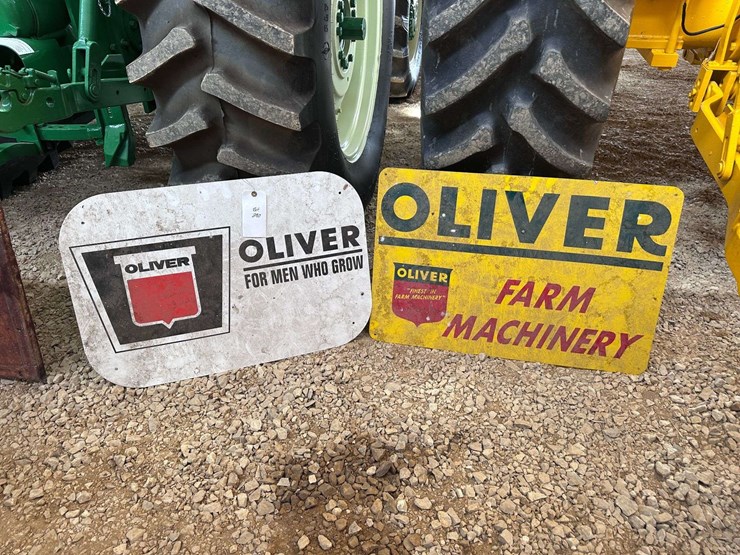 OLIVER
OLIVER
FOR MEN WHO GROW
OLIVER
OLIVER
"FINEST IN
FARM MACHINERY"
FARM
MACHINERY